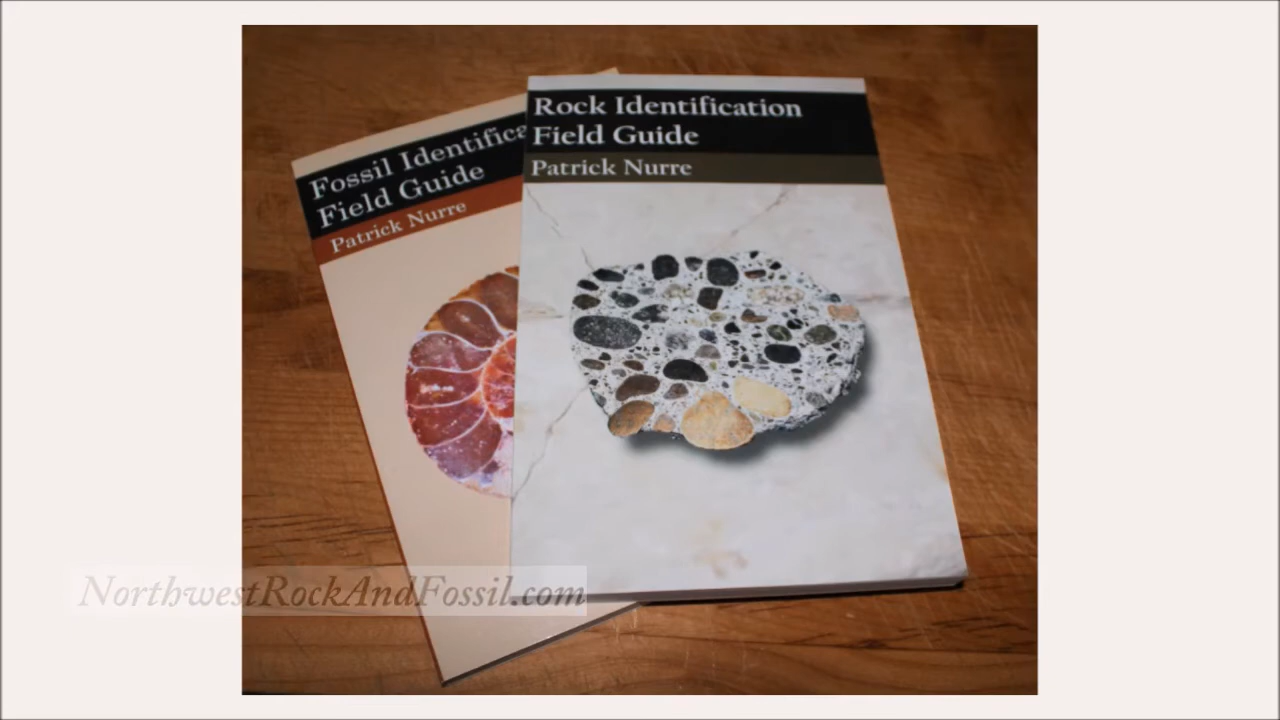 Rock Identification
Field Guide
Patrick Nurre
Fossil Identifica
Field Guide
Patrick Nurre
NorthwestRockAndFossil.com